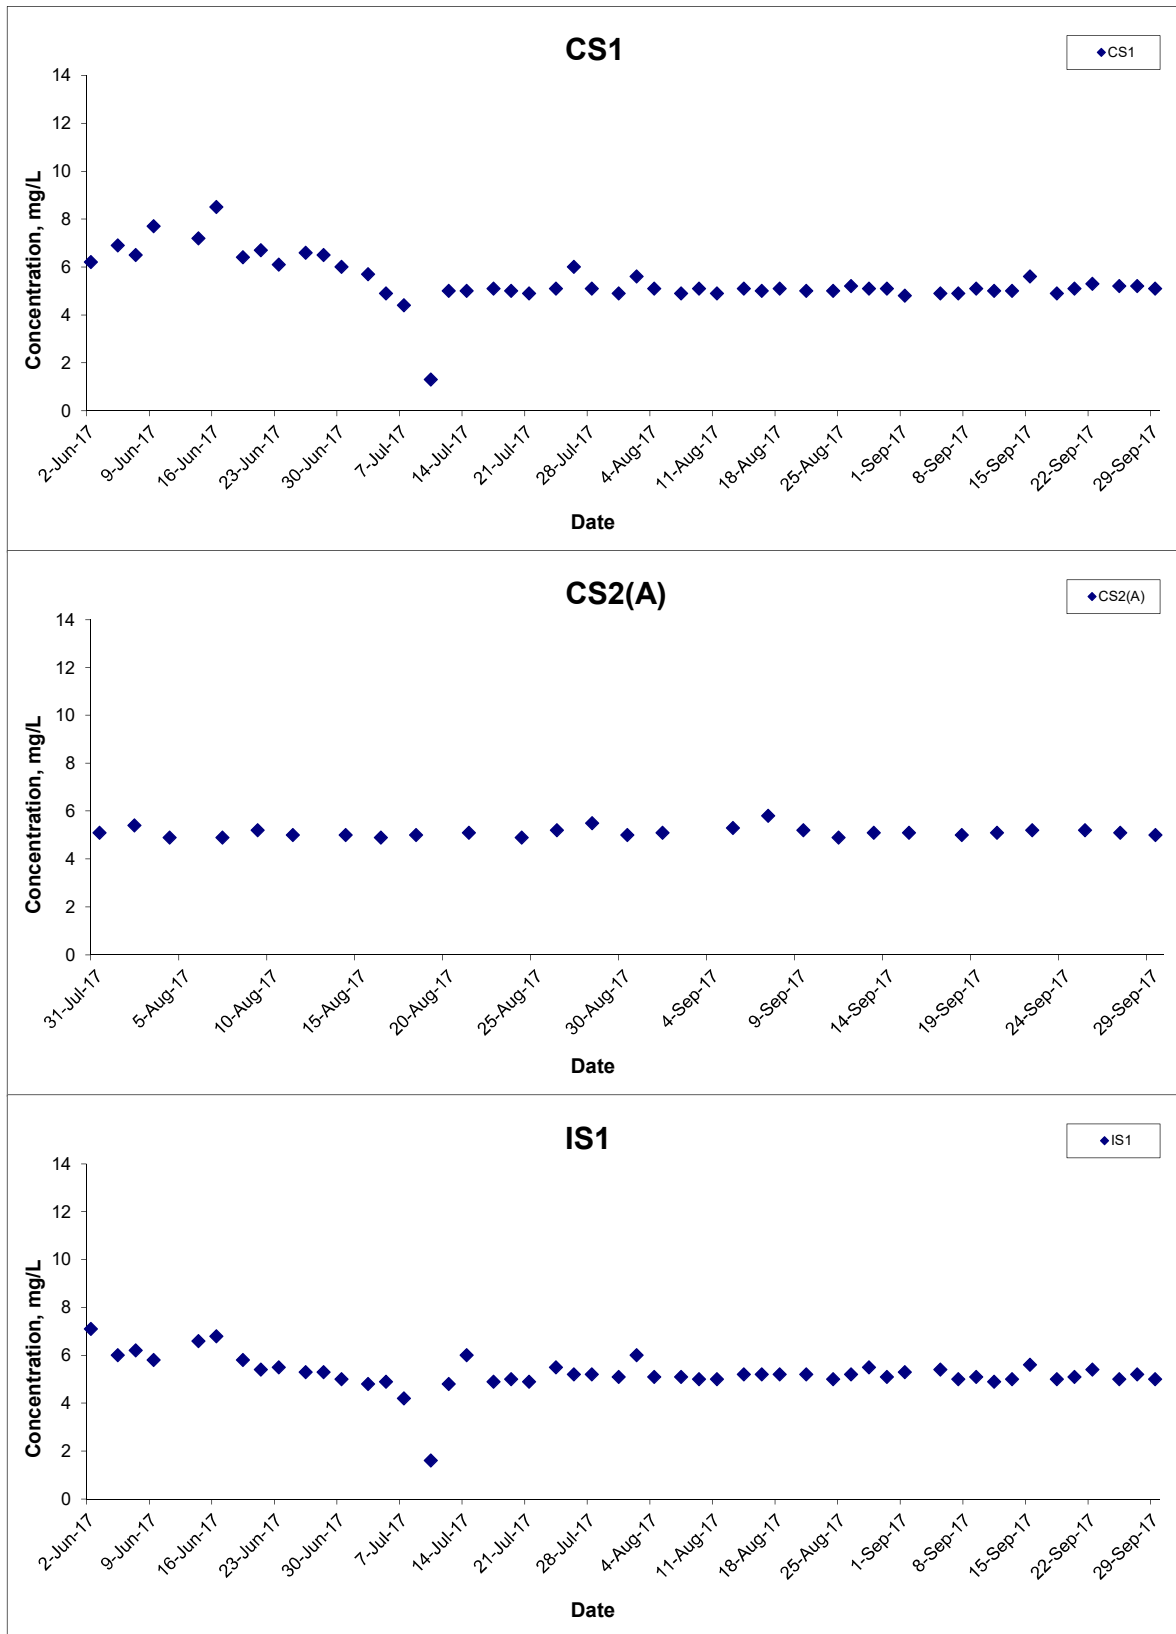 CS1
CS1
14
12
10
8
6
4
2
0
Concentration, mg/L
2-Jun-17
9-Jun-17
16-Jun-17
23-Jun-17
30-Jun-17
7-Jul-17
14-Jul-17
21-Jul-17
28-Jul-17
4-Aug-17
11-Aug-17
18-Aug-17
25-Aug-17
1-Sep-17
8-Sep-17
15-Sep-17
22-Sep-17
29-Sep-17
Date
CS2(A)
CS2(A)
14
12
10
8
6
4
2
0
Concentration, mg/L
31-Jul-17
5-Aug-17
10-Aug-17
15-Aug-17
20-Aug-17
25-Aug-17
30-Aug-17
4-Sep-17
9-Sep-17
14-Sep-17
19-Sep-17
24-Sep-17
29-Sep-17
Date
IS1
IS1
14
12
10
8
6
4
2
0
Concentration, mg/L
2-Jun-17
9-Jun-17
16-Jun-17
23-Jun-17
30-Jun-17
7-Jul-17
14-Jul-17
21-Jul-17
28-Jul-17
4-Aug-17
11-Aug-17
18-Aug-17
25-Aug-17
1-Sep-17
8-Sep-17
15-Sep-17
22-Sep-17
29-Sep-17
Date